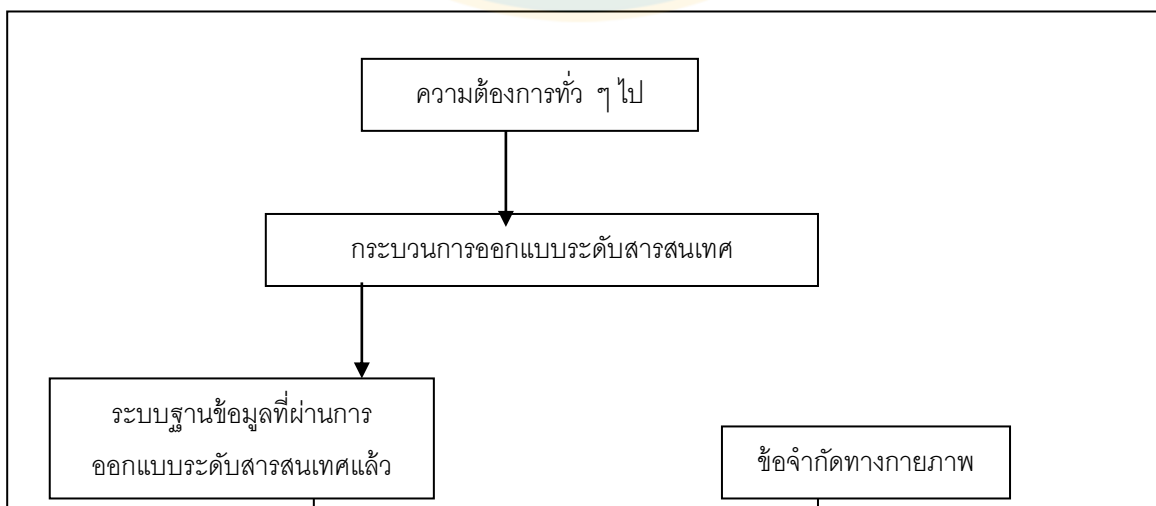 ความต้องการทั่ว ๆ ไป
กระบวนการออกแบบระดับสารสนเทศ
ระบบฐานข้อมูลที่ผ่านการ
ออกแบบระดับสารสนเทศแล้ว
ข้อจำกัดทางกายภาพ